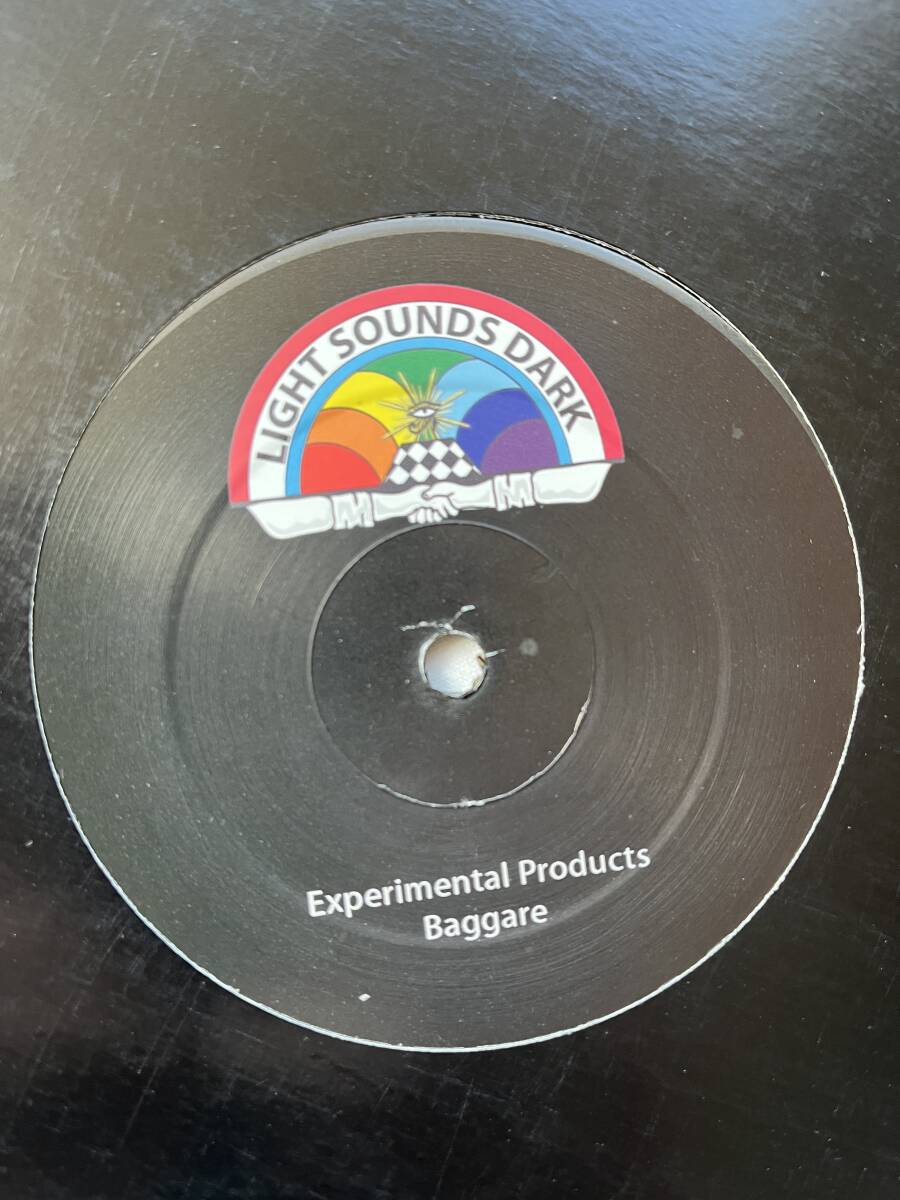 LIGHT SOUNDS DARK
Experimental Products
Baggare